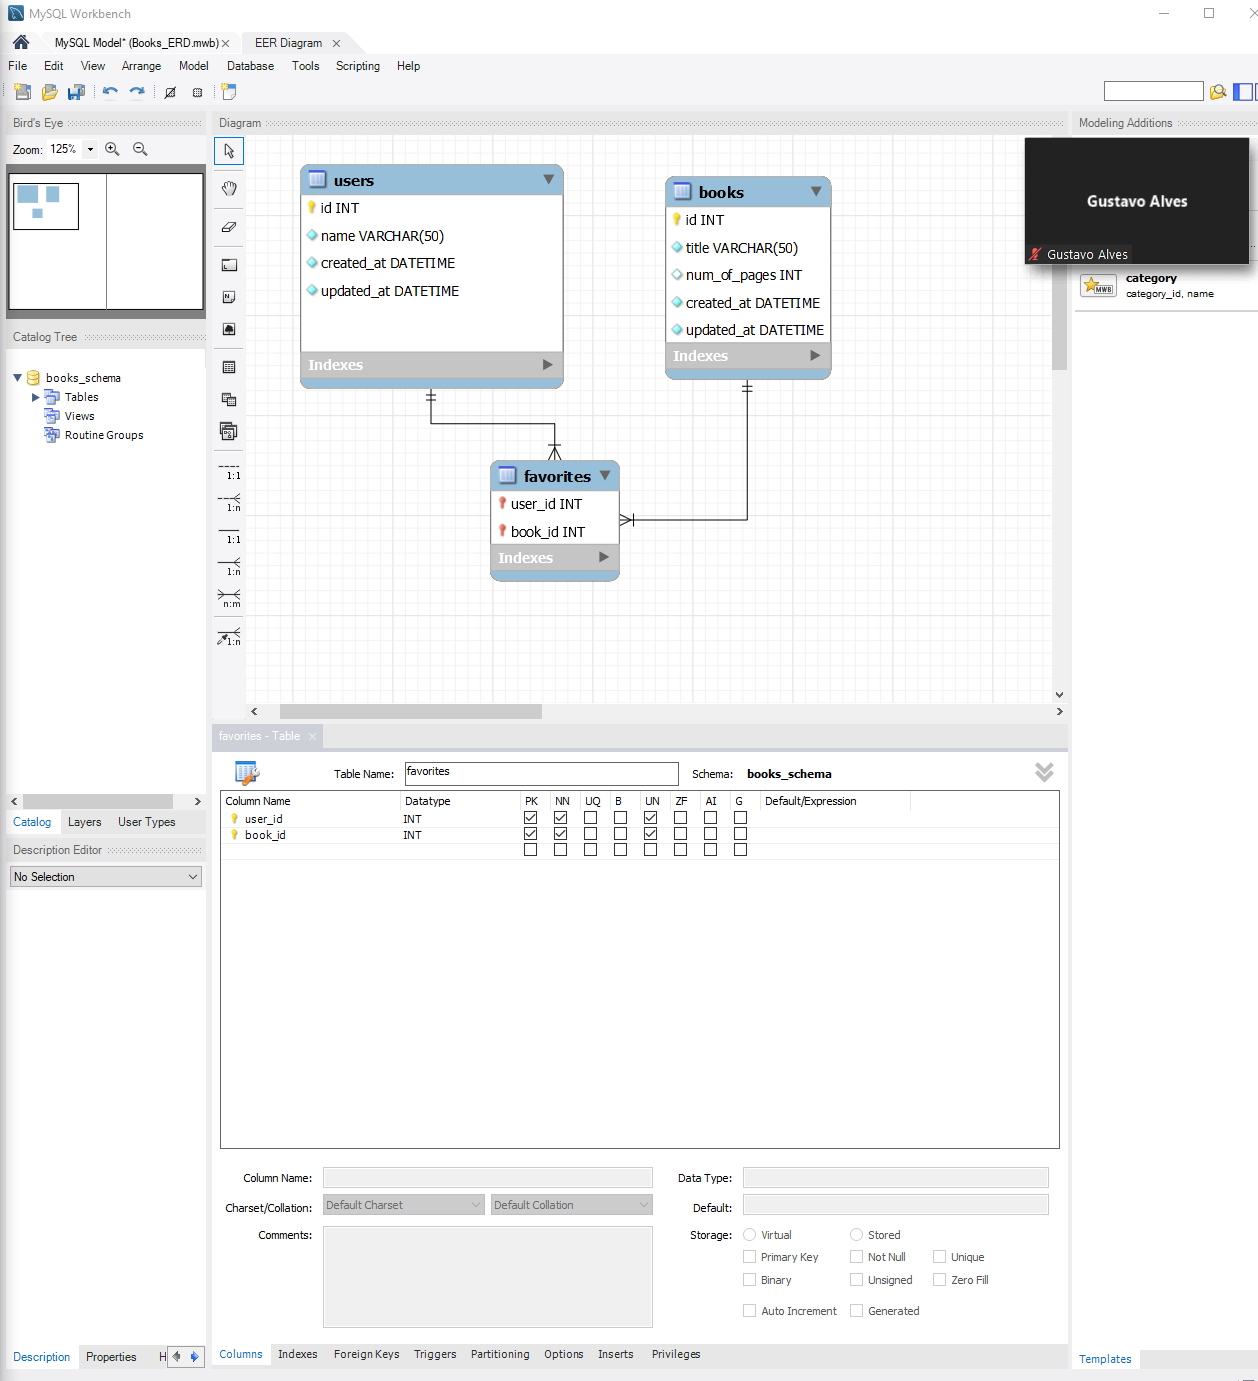 MySQL Workbench
MySQL Model* (Books_ERD.mwb)
EER Diagram
File Edit View Arrange Model Database Tools Scripting Help
Bird's Eye
Zoom: 125%
Catalog Tree
books_schema
Tables
Views
Routine Groups
Catalog Layers User Types
Description Editor
No Selection
Description Properties H
Diagram
1:1
1:n
1:1
1:n
n:m
1:n
users
id INT
name VARCHAR(50)
created_at DATETIME
updated_at DATETIME
Indexes
books
id INT
title VARCHAR(50)
num_of_pages INT
created_at DATETIME
updated_at DATETIME
Indexes
favorites
user_id INT
book_id INT
Indexes
Modeling Additions
Gustavo Alves
Gustavo Alves
category
category_id, name
Templates
favorites - Table
Table Name: favorites Schema: books_schema
Column Name Datatype PK NN UQ B UN ZF AI G Default/Expression
user_id INT
book_id INT
Column Name: Data Type:
Charset/Collation: Default Charset Default Collation Default:
Comments: Storage: Virtual Stored
Primary Key Not Null Unique
Binary Unsigned Zero Fill
Auto Increment Generated
Columns Indexes Foreign Keys Triggers Partitioning Options Inserts Privileges